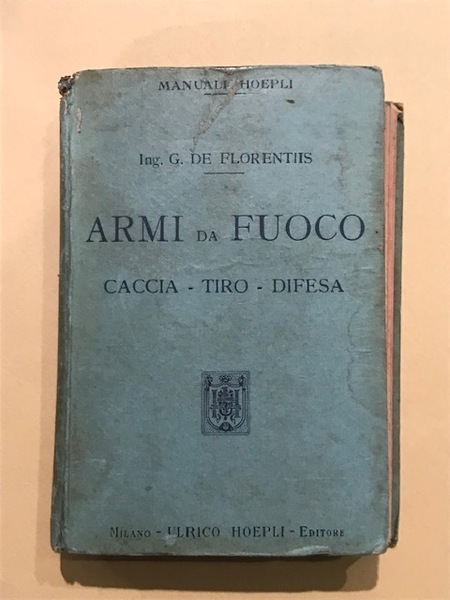 MANUALI HOEPLI
Ing. G. DE FLORENTIIS
ARMI DA FUOCO
CACCIA - TIRO - DIFESA
MILANO - ULRICO HOEPLI - EDITORE